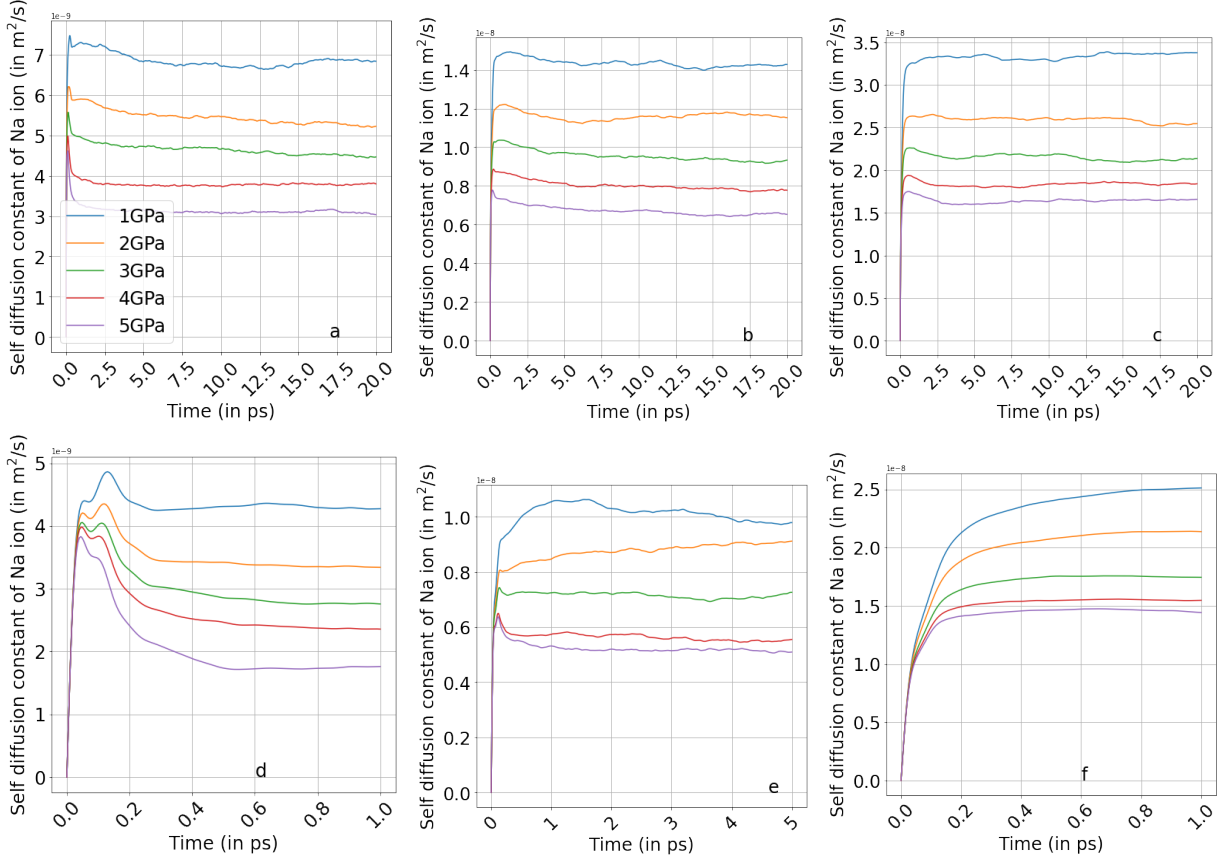 1e−9
Self diffusion constant of Na ion (in m²/s)
7
6
5
4
3
2
1
0
1GPa
2GPa
3GPa
4GPa
5GPa
a
0.0 2.5 5.0 7.5 10.0 12.5 15.0 17.5 20.0
Time (in ps)
1e−8
Self diffusion constant of Na ion (in m²/s)
1.4
1.2
1.0
0.8
0.6
0.4
0.2
0.0
b
0.0 2.5 5.0 7.5 10.0 12.5 15.0 17.5 20.0
Time (in ps)
1e−8
Self diffusion constant of Na ion (in m²/s)
3.5
3.0
2.5
2.0
1.5
1.0
0.5
0.0
c
0.0 2.5 5.0 7.5 10.0 12.5 15.0 17.5 20.0
Time (in ps)
1e−9
Self diffusion constant of Na ion (in m²/s)
5
4
3
2
1
0
d
0.0 0.2 0.4 0.6 0.8 1.0
Time (in ps)
1e−8
Self diffusion constant of Na ion (in m²/s)
1.0
0.8
0.6
0.4
0.2
0.0
e
0 1 2 3 4 5
Time (in ps)
1e−8
Self diffusion constant of Na ion (in m²/s)
2.5
2.0
1.5
1.0
0.5
0.0
f
0.0 0.2 0.4 0.6 0.8 1.0
Time (in ps)